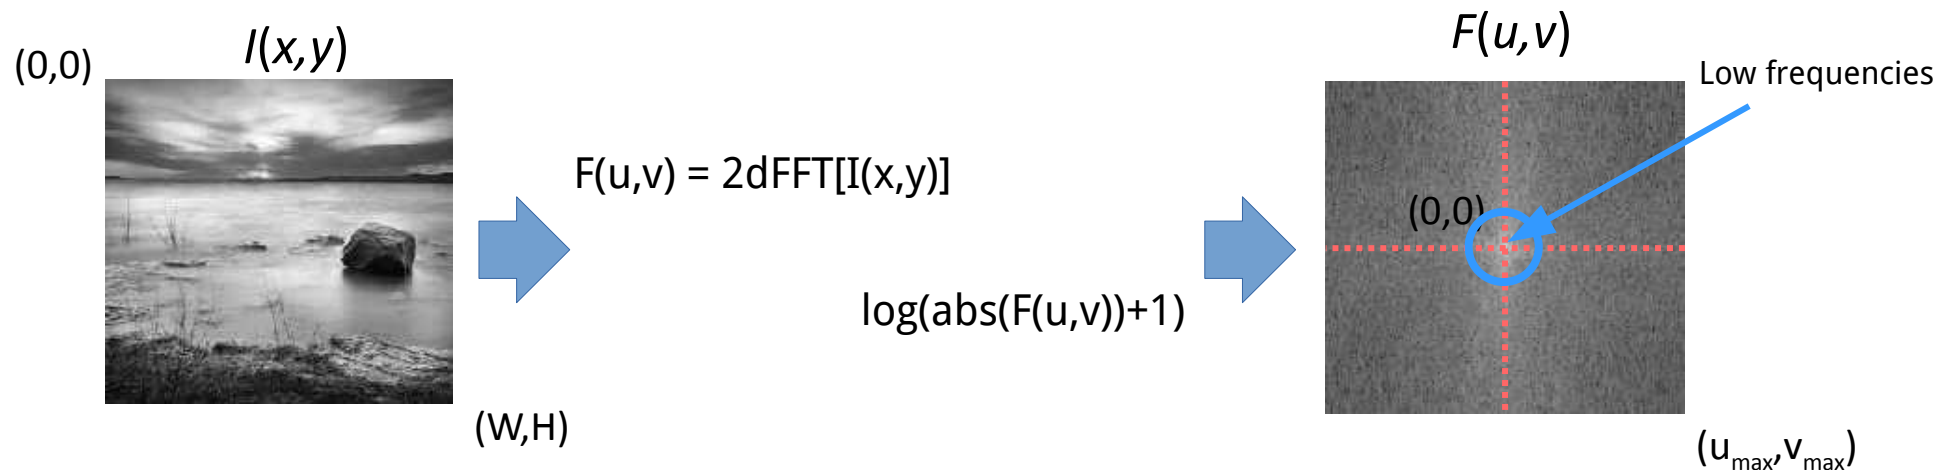 I(x,y)
(0,0)
F(u,v) = 2dFFT[I(x,y)]
log(abs(F(u,v))+1)
(W,H)
F(u,v)
Low frequencies
(0,0)
(umax,vmax)